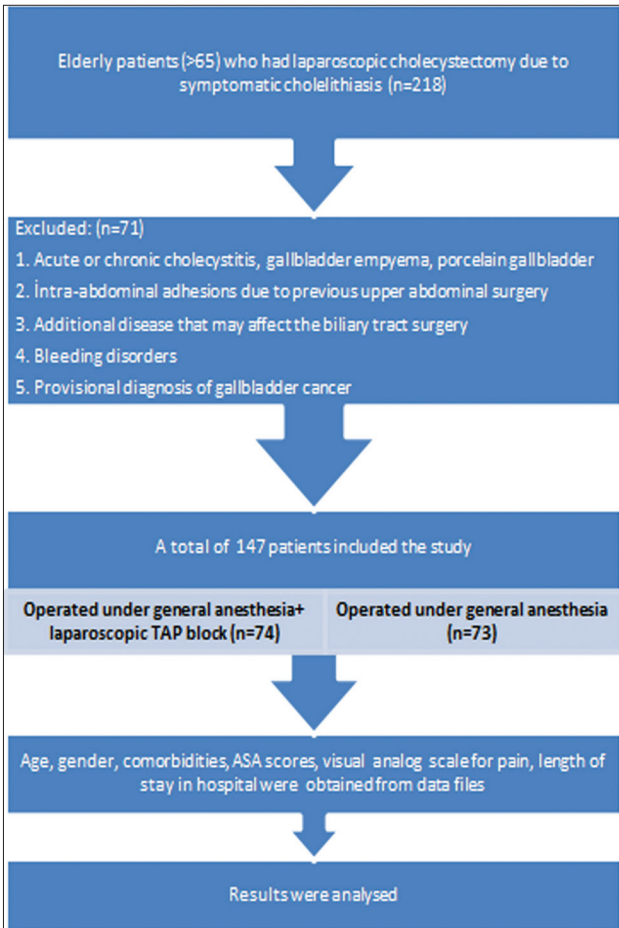 Elderly patients (>65) who had laparoscopic cholecystectomy due to
symptomatic cholelithiasis (n=218)
Excluded: (n=71)
1. Acute or chronic cholecystitis, gallbladder empyema, porcelain gallbladder
2. İntra-abdominal adhesions due to previous upper abdominal surgery
3. Additional disease that may affect the biliary tract surgery
4. Bleeding disorders
5. Provisional diagnosis of gallbladder cancer
A total of 147 patients included the study
Operated under general anesthesia+
laparoscopic TAP block (n=74)
Operated under general anesthesia
(n=73)
Age, gender, comorbidities, ASA scores, visual analog scale for pain, length of
stay in hospital were obtained from data files
Results were analysed